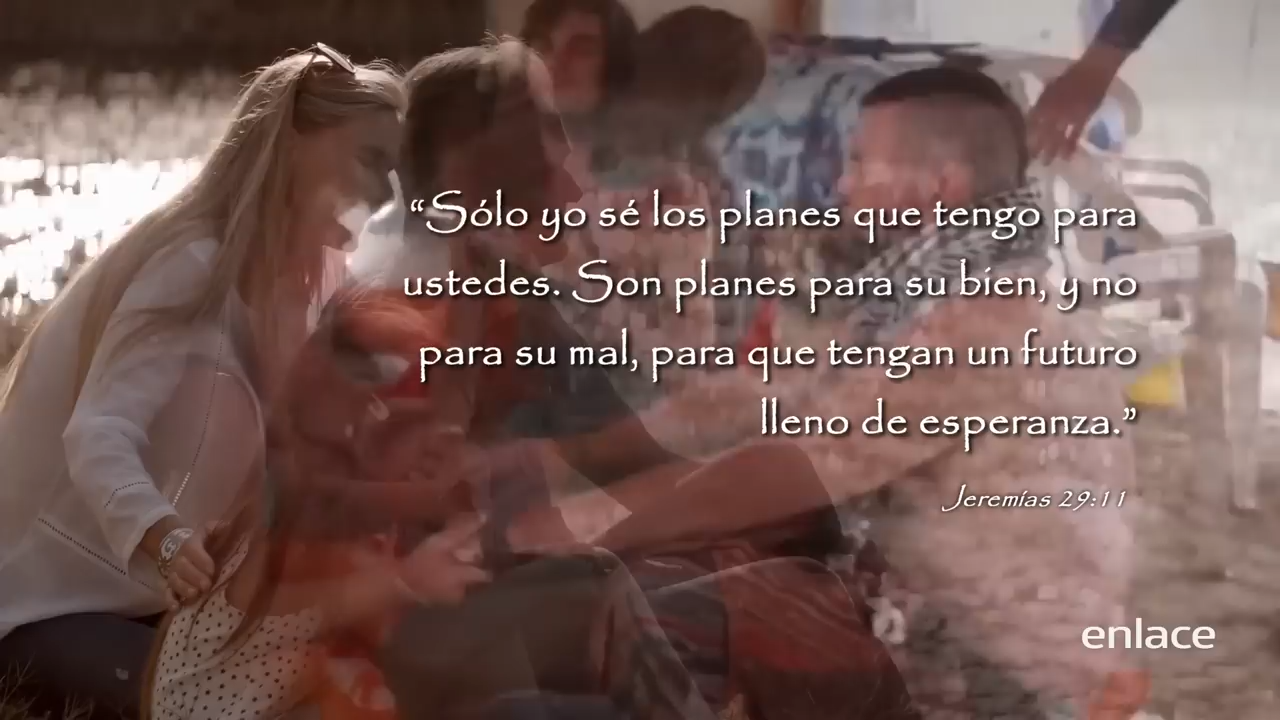 “Sólo yo sé los planes que tengo para
ustedes. Son planes para su bien, y no
para su mal, para que tengan un futuro
lleno de esperanza.”
Jeremías 29:11
enlace